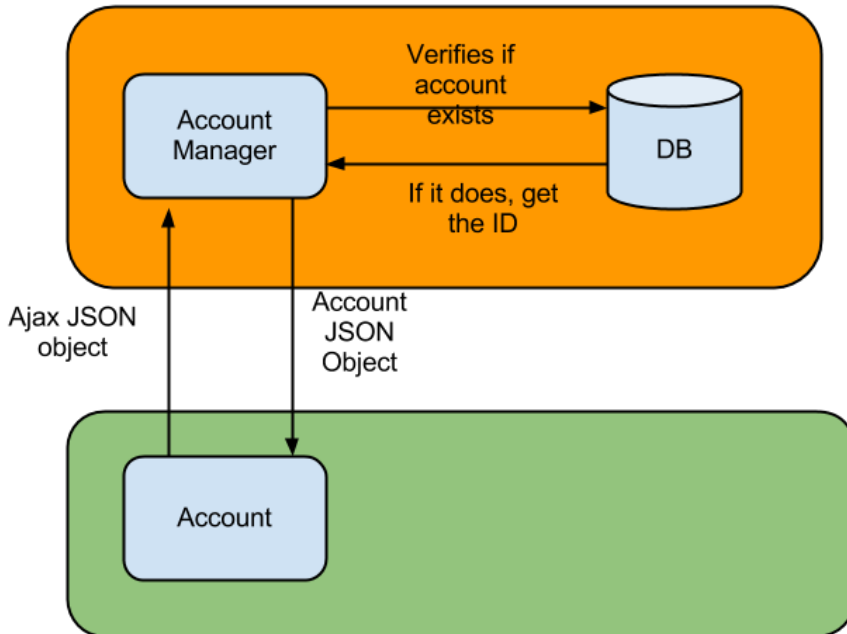 Verifies if
account
exists
Account
Manager
DB
If it does, get
the ID
Ajax JSON
object
Account
JSON
Object
Account